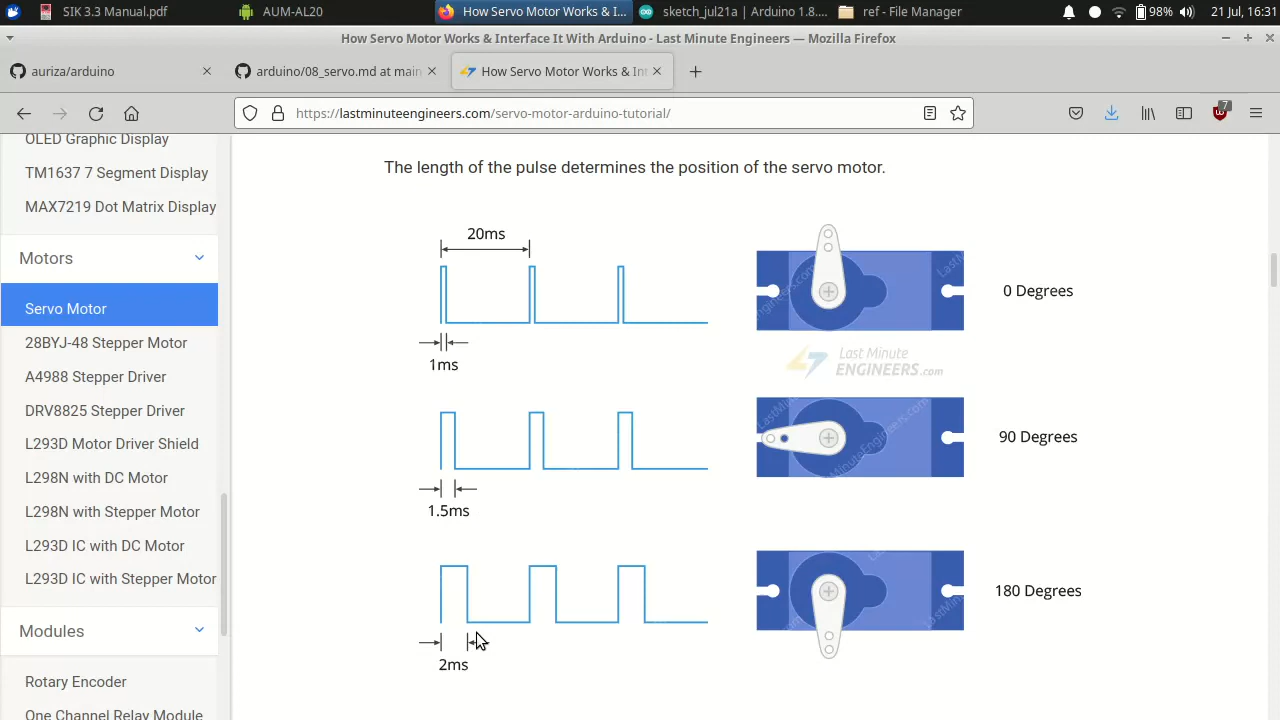 SIK 3.3 Manual.pdf
AUM-AL20
How Servo Motor Works & I...
sketch_jul21a | Arduino 1.8....
ref - File Manager
98%
21 Jul, 16:31
How Servo Motor Works & Interface It With Arduino - Last Minute Engineers — Mozilla Firefox
auriza/arduino
arduino/08_servo.md at main
How Servo Motor Works & Int
https://lastminuteengineers.com/servo-motor-arduino-tutorial/
7
OLED Graphic Display
TM1637 7 Segment Display
MAX7219 Dot Matrix Display
Motors
Servo Motor
28BYJ-48 Stepper Motor
A4988 Stepper Driver
DRV8825 Stepper Driver
L293D Motor Driver Shield
L298N with DC Motor
L298N with Stepper Motor
L293D IC with DC Motor
L293D IC with Stepper Motor
Modules
Rotary Encoder
One Channel Relay Module
The length of the pulse determines the position of the servo motor.
20ms
1ms
0 Degrees
Last Minute
ENGINEERS.com
1.5ms
90 Degrees
2ms
180 Degrees